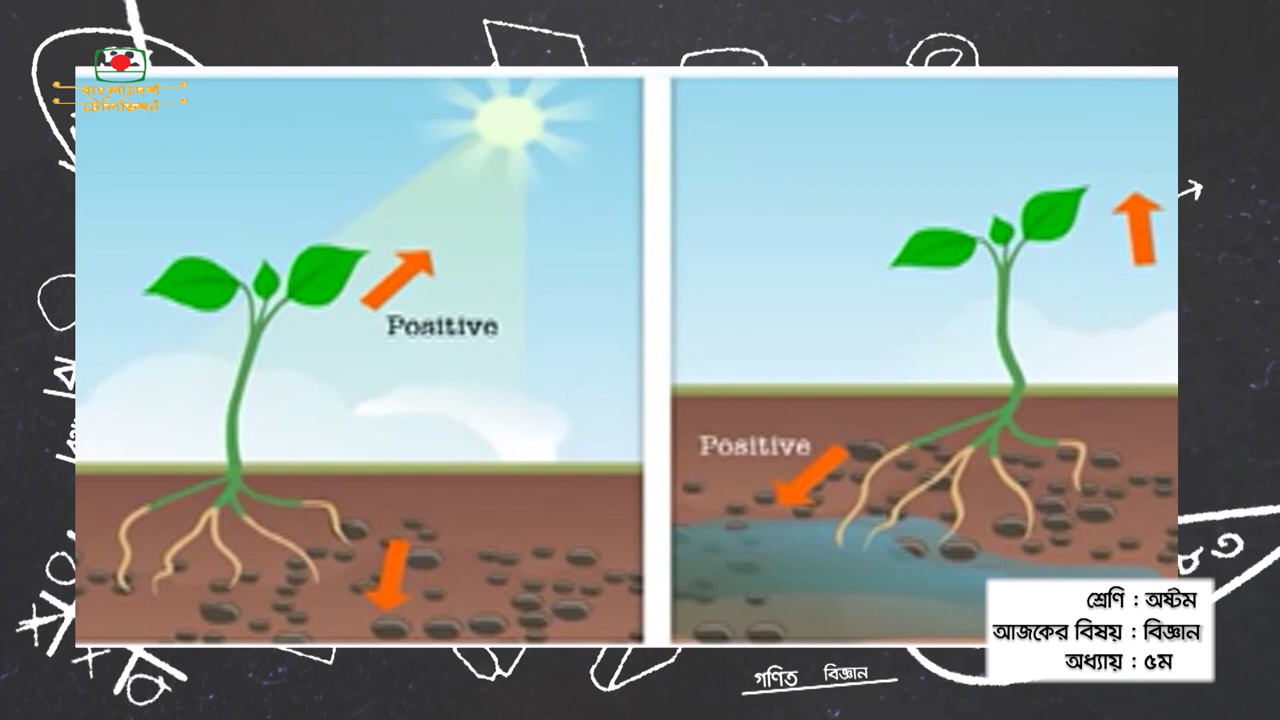 বাংলাদেশ
টেলিভিশন
Positive
Positive
শ্রেণি : অষ্টম
আজকের বিষয় : বিজ্ঞান
অধ্যায় : ৫ম
গণিত বিজ্ঞান